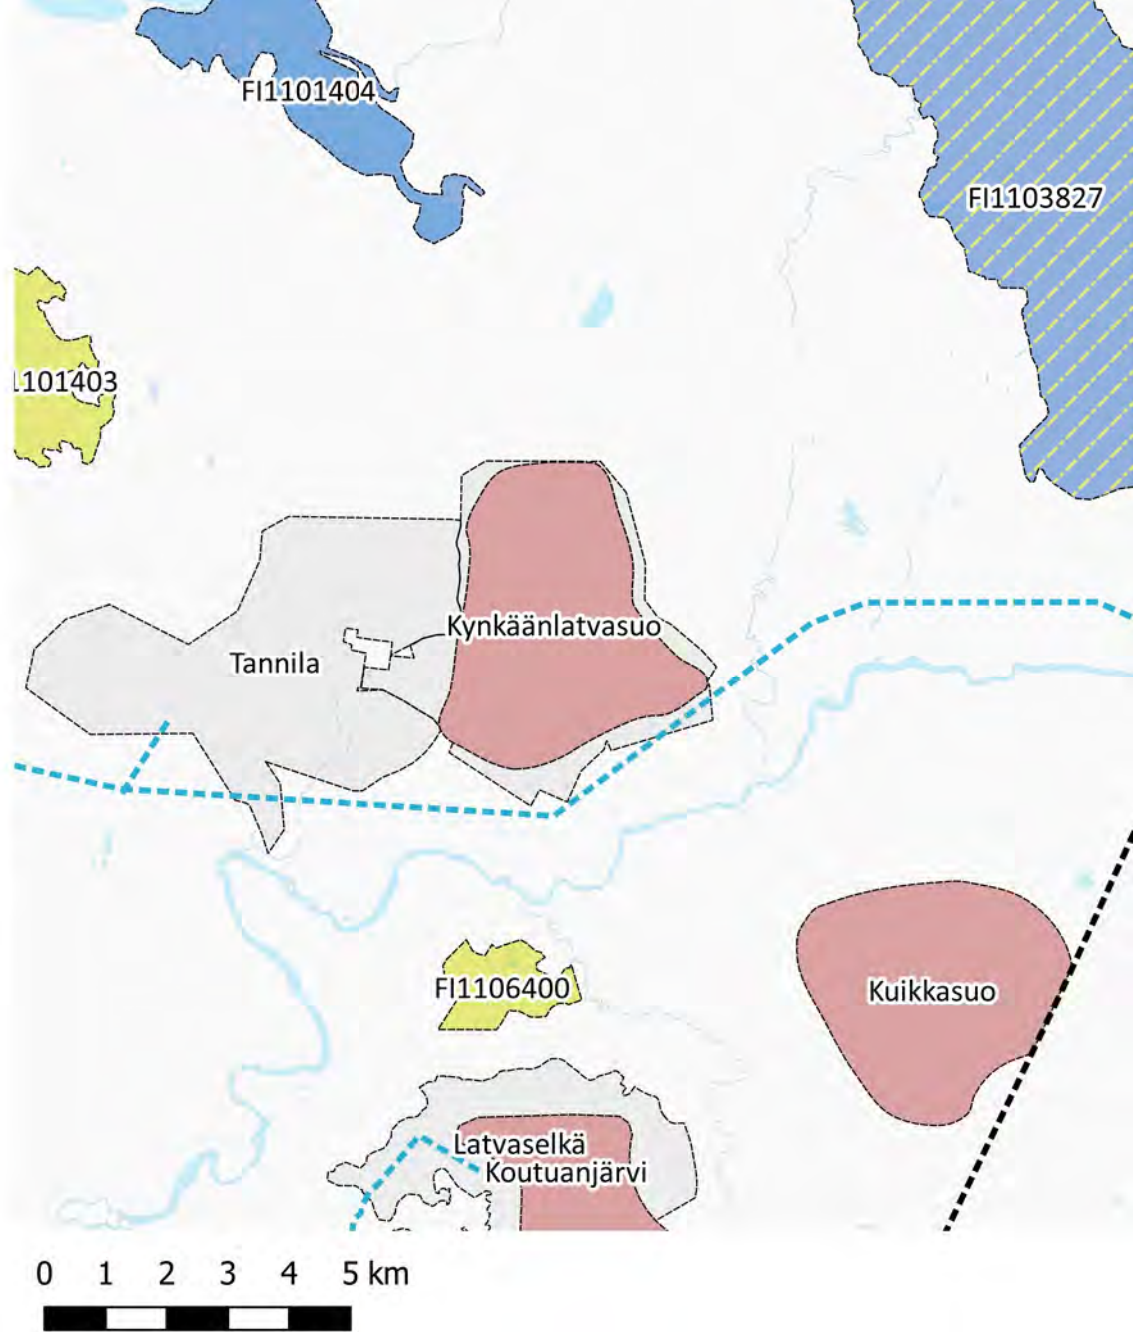 FI1101404
FI1103827
1101403
Kynkäänlatvasuo
Tannila
FI1106400
Kuikkasuo
Latvaselkä
Koutuanjärvi
0 1 2 3 4 5 km